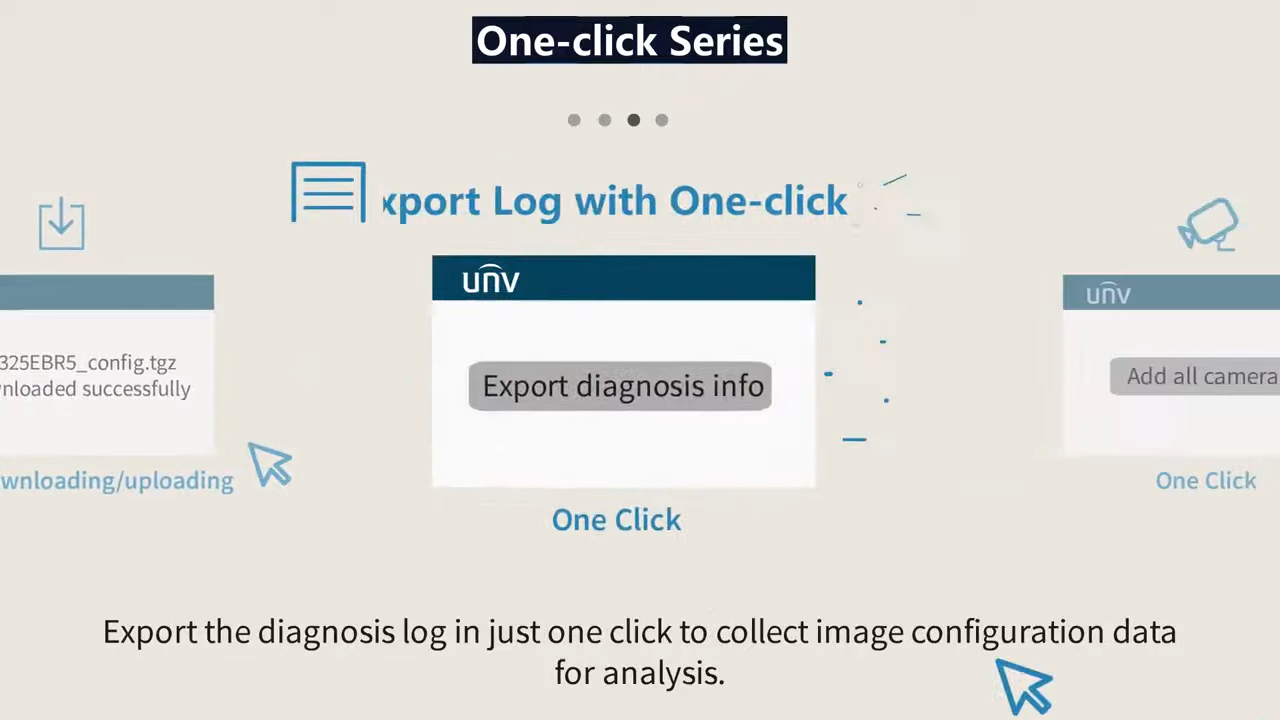 One-click Series
xport Log with One-click
unv
Export diagnosis info
One Click
325EBR5_config.tgz
nloaded successfully
wnloading/uploading
unv
Add all camera
One Click
Export the diagnosis log in just one click to collect image configuration data
for analysis.